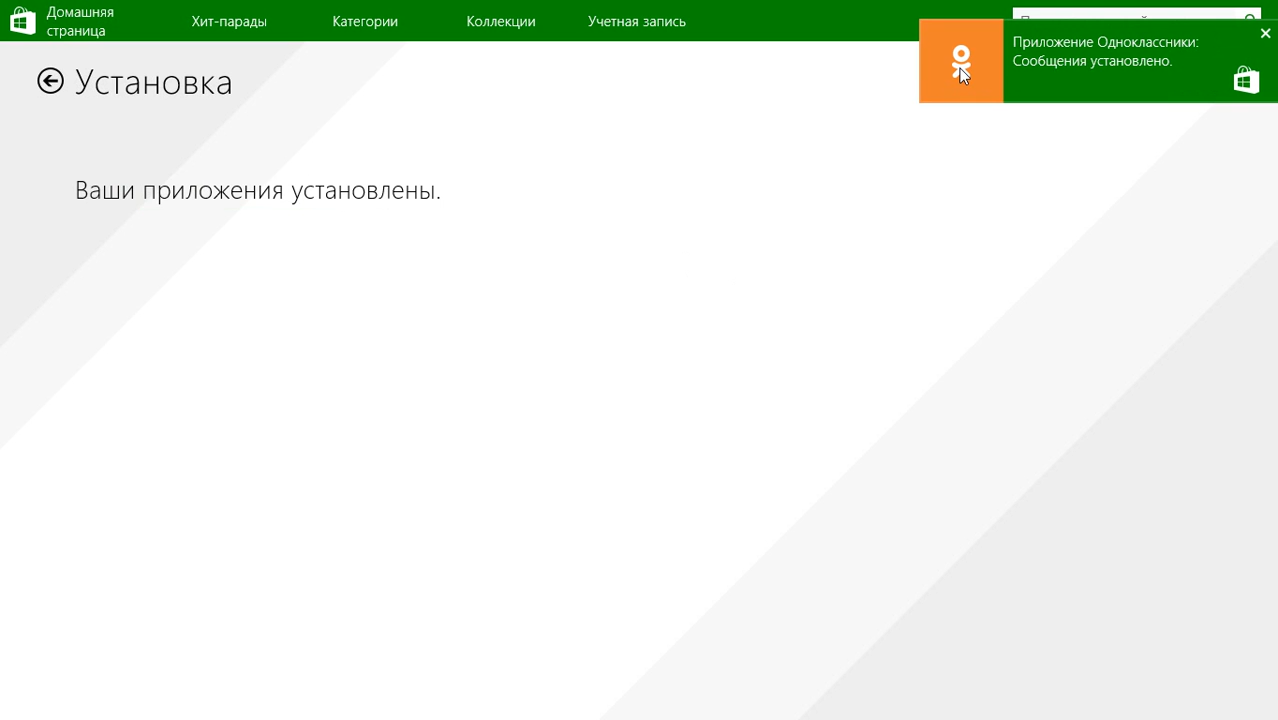 Домашняя
страница
Хит-парады
Категории
Коллекции
Учетная запись
Приложение Одноклассники:
Сообщения установлено.
Установка
Ваши приложения установлены.